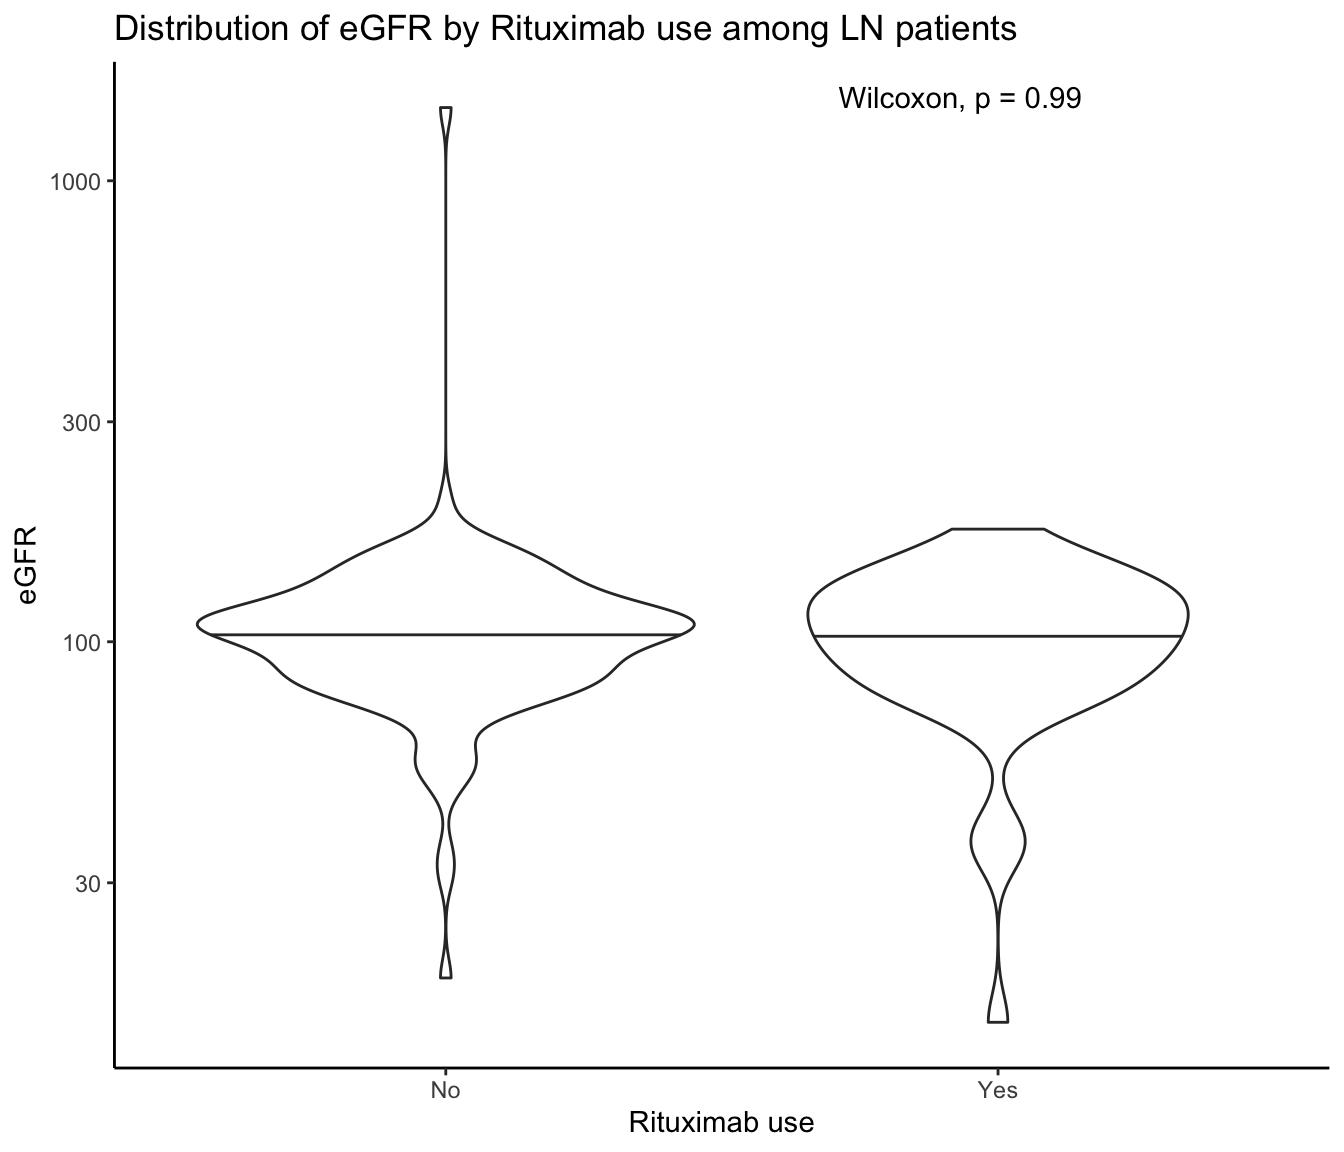 Distribution of eGFR by Rituximab use among LN patients
Wilcoxon, p = 0.99
1000
300
100
30
eGFR
No
Yes
Rituximab use